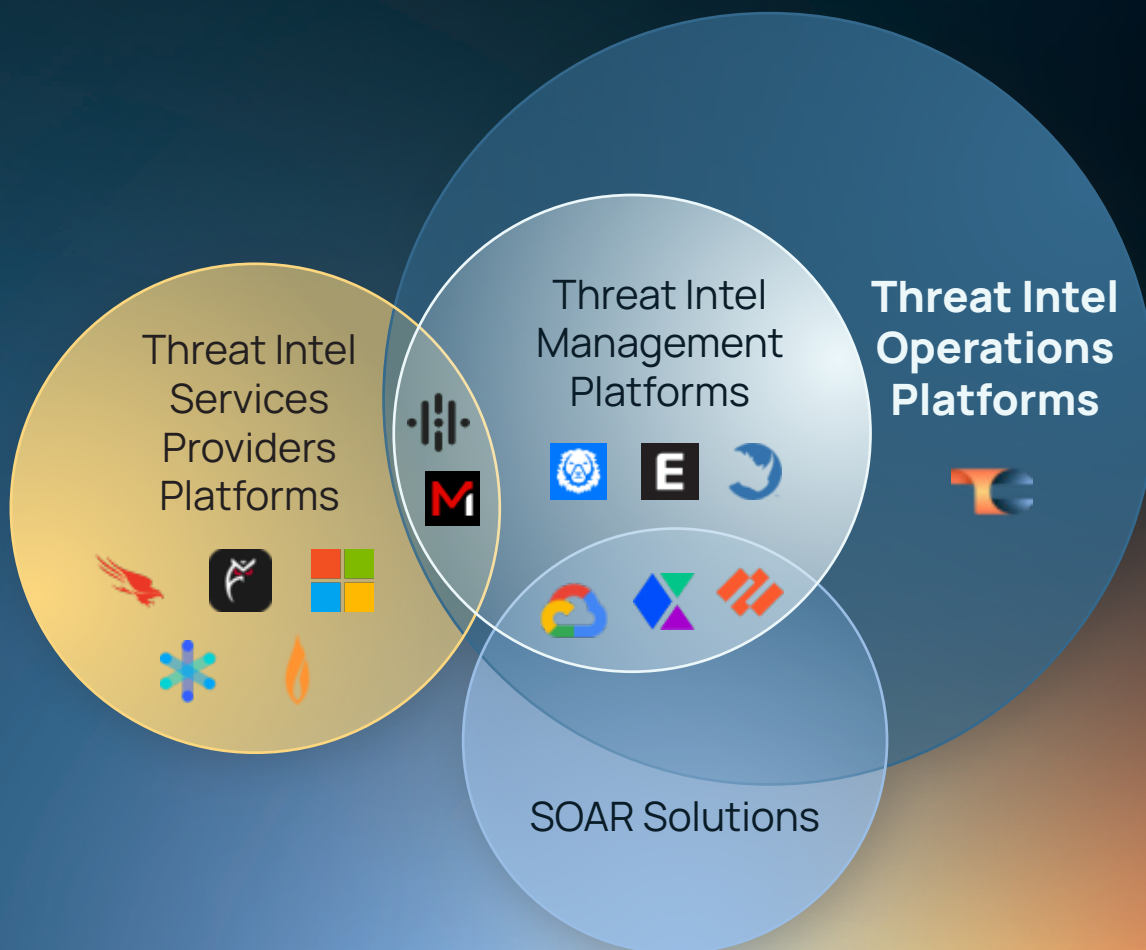 Threat Intel
Services
Providers
Platforms
Threat Intel
Management
Platforms
E
Threat Intel
Operations
Platforms
SOAR Solutions